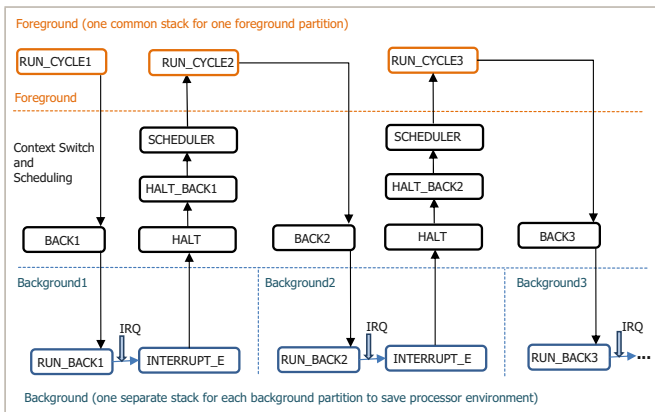 Foreground (one common stack for one foreground partition)
RUN_CYCLE1
RUN_CYCLE2
RUN_CYCLE3
Foreground
Context Switch
and
Scheduling
SCHEDULER
SCHEDULER
HALT_BACK1
HALT_BACK2
BACK1
HALT
BACK2
HALT
BACK3
Background1
Background2
Background3
IRQ
IRQ
IRQ
RUN_BACK1
INTERRUPT_E
RUN_BACK2
INTERRUPT_E
RUN_BACK3
...
Background (one separate stack for each background partition to save processor environment)